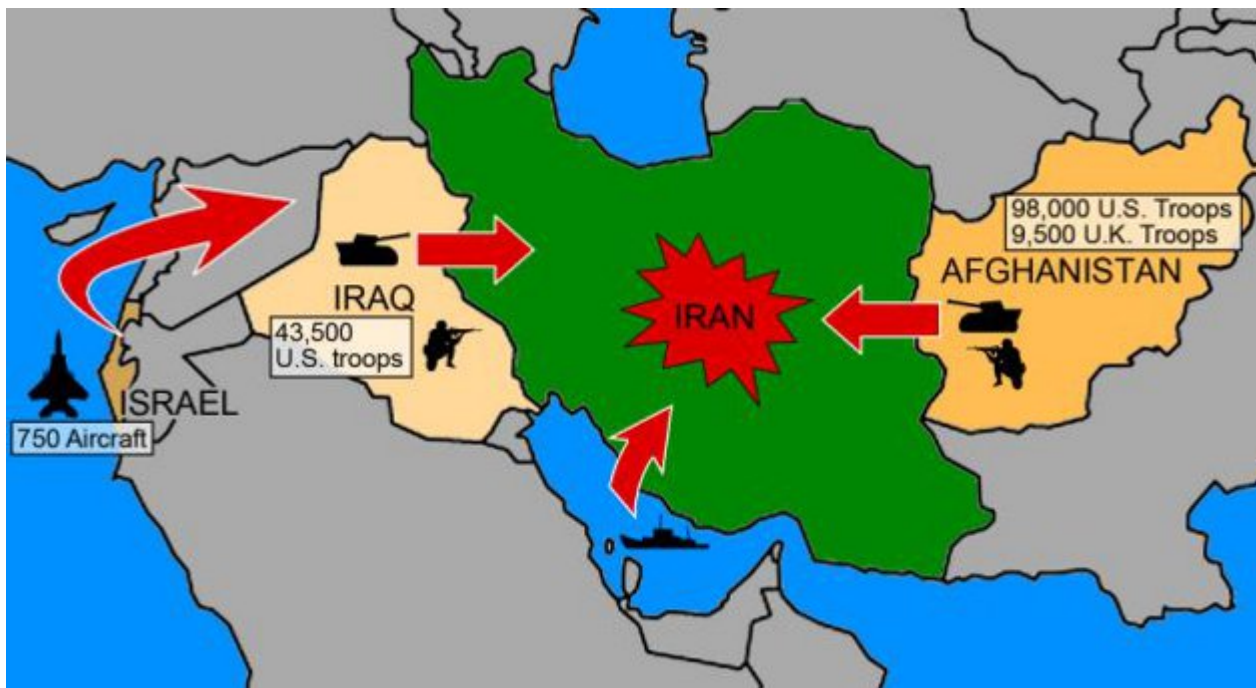 98,000 U.S. Troops
9,500 U.K. Troops
AFGHANISTAN
IRAQ
43,500
U.S. troops
IRAN
ISRAEL
750 Aircraft